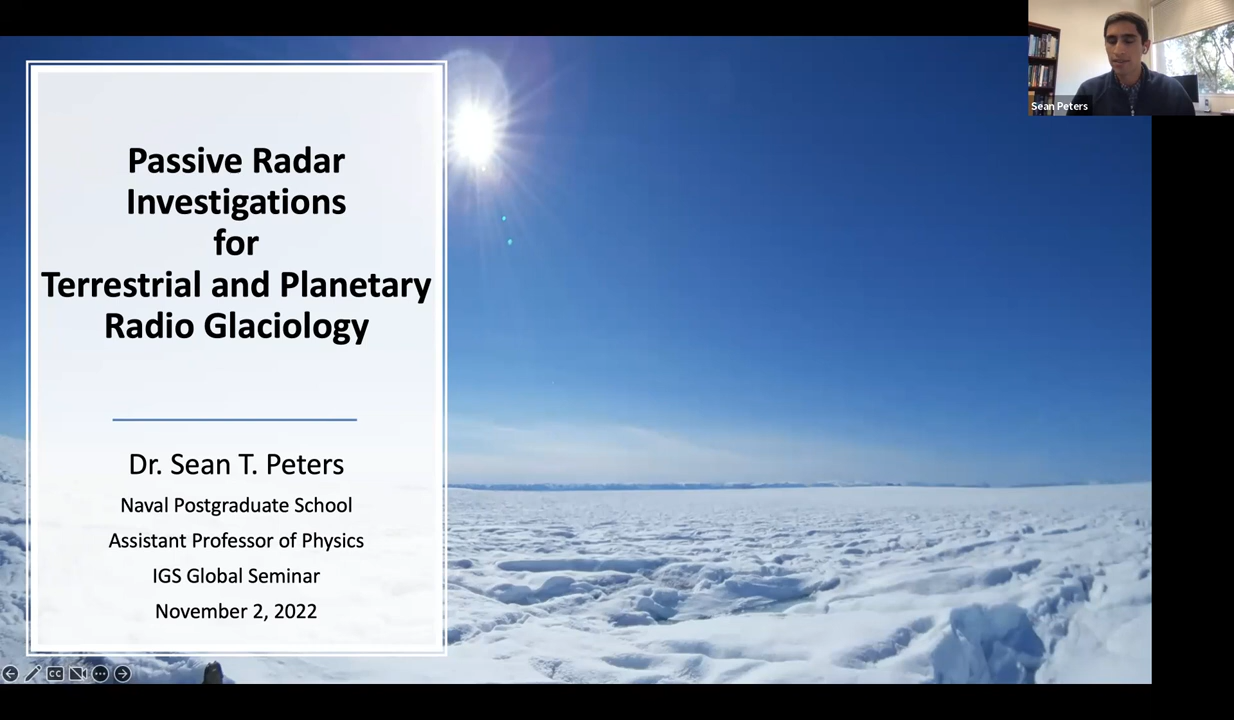 Passive Radar
Investigations
for
Terrestrial and Planetary
Radio Glaciology
Dr. Sean T. Peters
Naval Postgraduate School
Assistant Professor of Physics
IGS Global Seminar
November 2, 2022
Sean Peters
CC